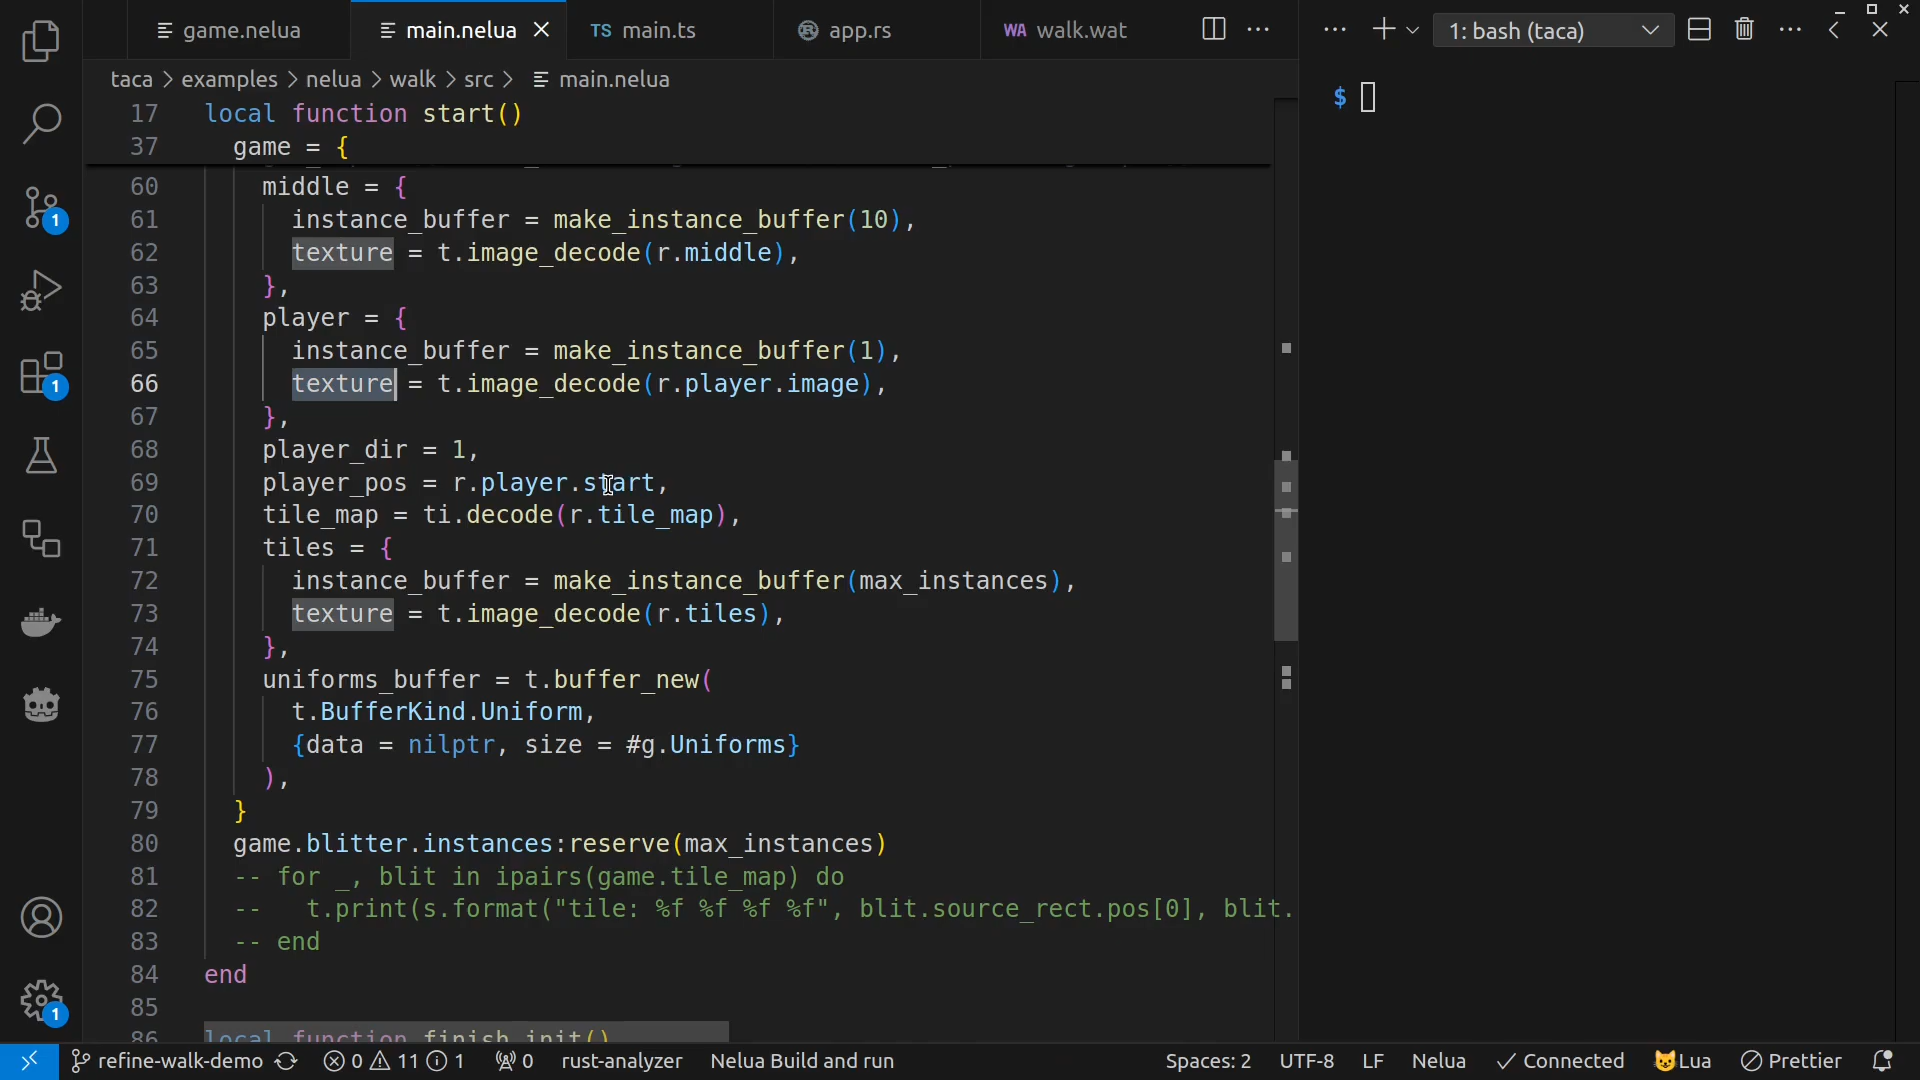 game.nelua
main.nelua
TS main.ts
app.rs
WA walk.wat
1: bash (taca)
taca > examples > nelua > walk > src > main.nelua
$
17 local function start()
37 game = {
60 middle = {
61 instance_buffer = make_instance_buffer(10),
62 texture = t.image_decode(r.middle),
63 },
64 player = {
65 instance_buffer = make_instance_buffer(1),
66 texture = t.image_decode(r.player.image),
67 },
68 player_dir = 1,
69 player_pos = r.player.start,
70 tile_map = ti.decode(r.tile_map),
71 tiles = {
72 instance_buffer = make_instance_buffer(max_instances),
73 texture = t.image_decode(r.tiles),
74 },
75 uniforms_buffer = t.buffer_new(
76 t.BufferKind.Uniform,
77 {data = nilptr, size = #g.Uniforms}
78 ),
79 }
80 game.blitter.instances:reserve(max_instances)
81 -- for _, blit in ipairs(game.tile_map) do
82 -- t.print(s.format("tile: %f %f %f %f", blit.source_rect.pos[0], blit.
83 -- end
84 end
85
86 local function finish_init()
1
1
1
refine-walk-demo 0 11 1 0 rust-analyzer Nelua Build and run Spaces: 2 UTF-8 LF Nelua Connected Lua Prettier